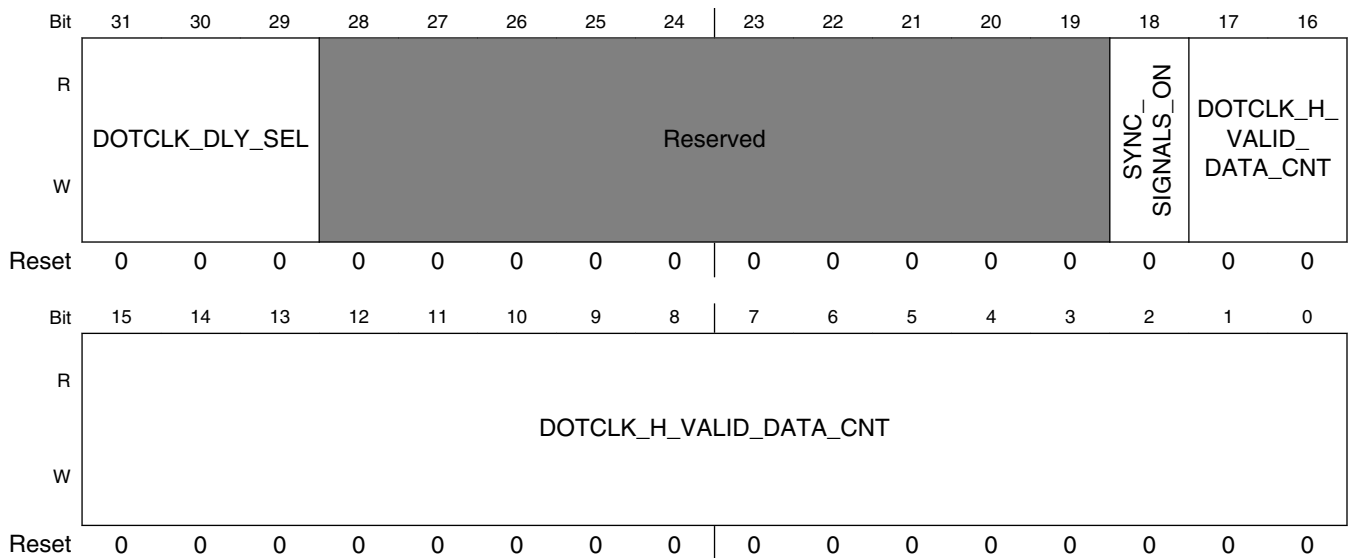 Bit 31 30 29 28 27 26 25 24 23 22 21 20 19 18 17 16
R
W
DOTCLK_DLY_SEL
Reserved
SYNC_
SIGNALS_ON
DOTCLK_H_
VALID_
DATA_CNT
Reset 0 0 0 0 0 0 0 0 0 0 0 0 0 0 0 0
Bit 15 14 13 12 11 10 9 8 7 6 5 4 3 2 1 0
R
W
DOTCLK_H_VALID_DATA_CNT
Reset 0 0 0 0 0 0 0 0 0 0 0 0 0 0 0 0